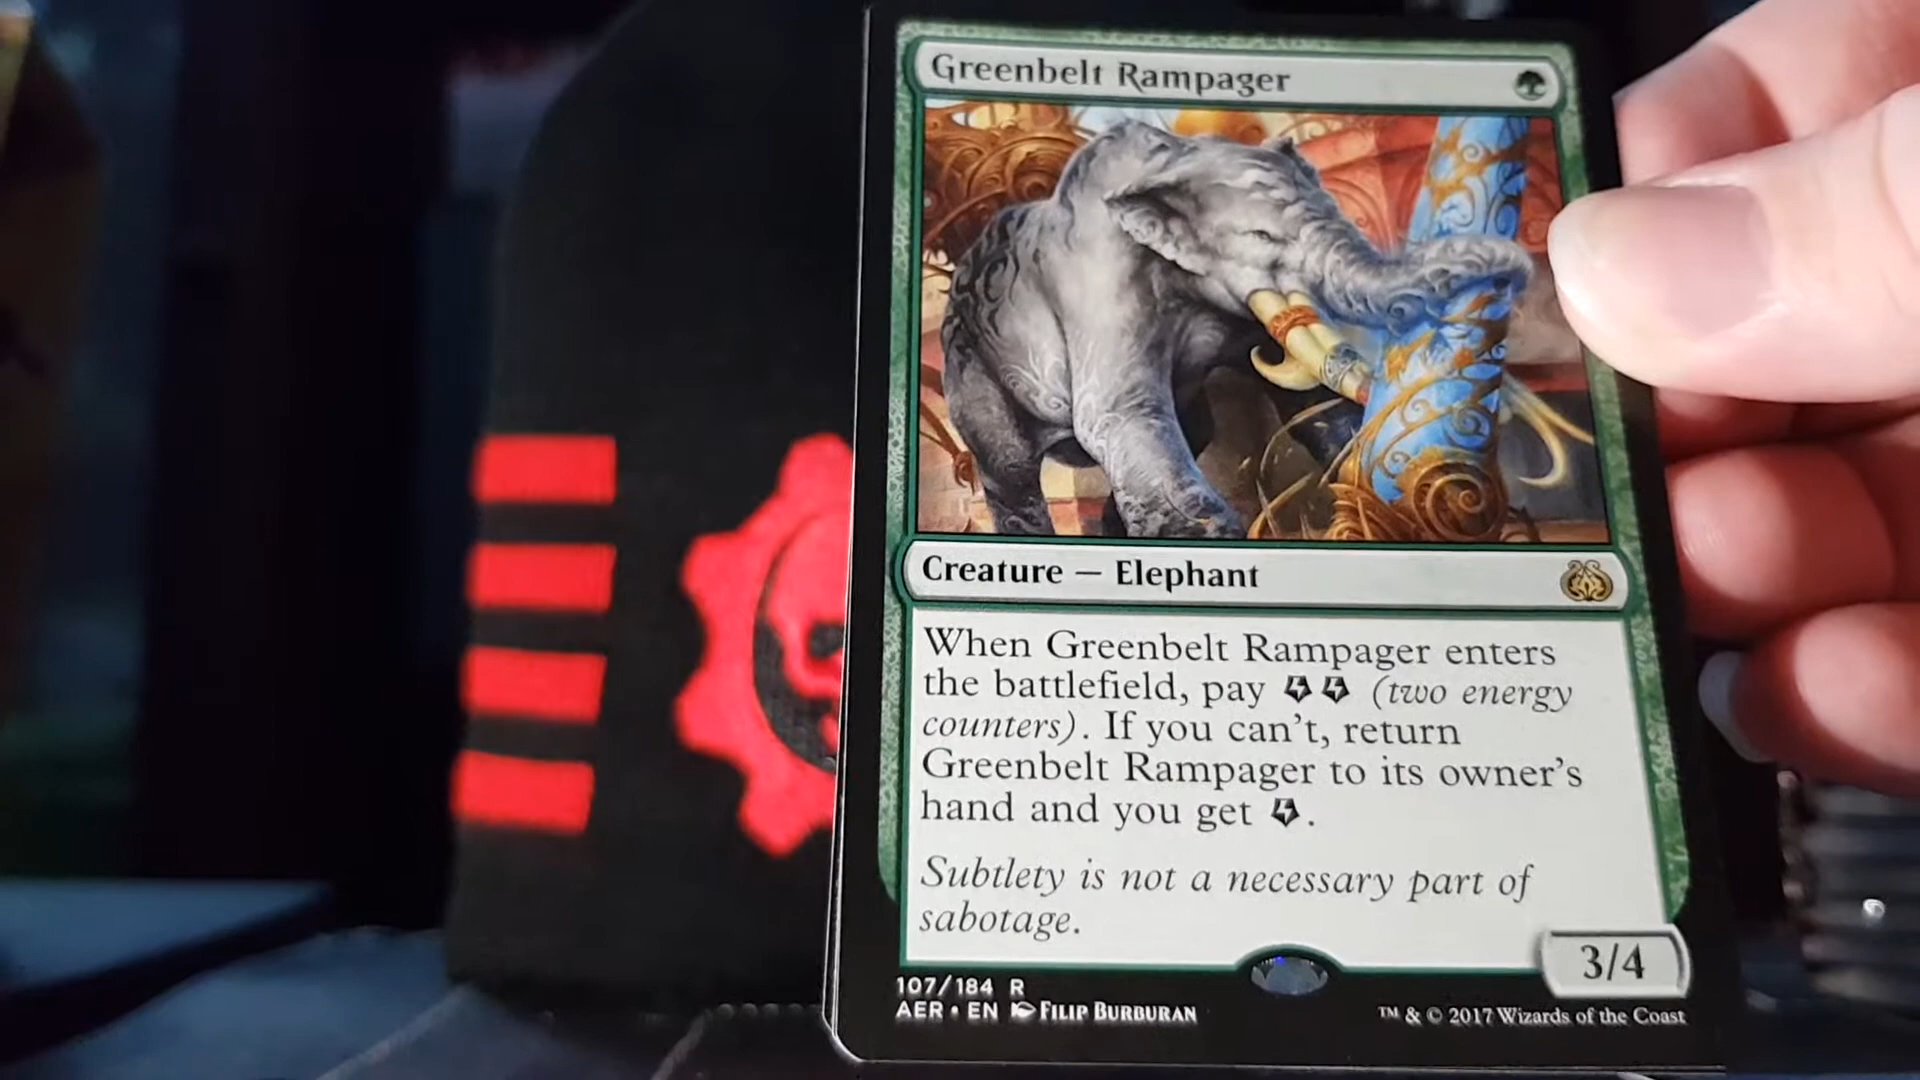 Greenbelt Rampager
Creature — Elephant
When Greenbelt Rampager enters
the battlefield, pay (two energy
counters). If you can't, return
Greenbelt Rampager to its owner's
hand and you get .
Subtlety is not a necessary part of
sabotage.
3/4
107/184 R
AER • EN FILIP BURBURAN
™ & © 2017 Wizards of the Coast